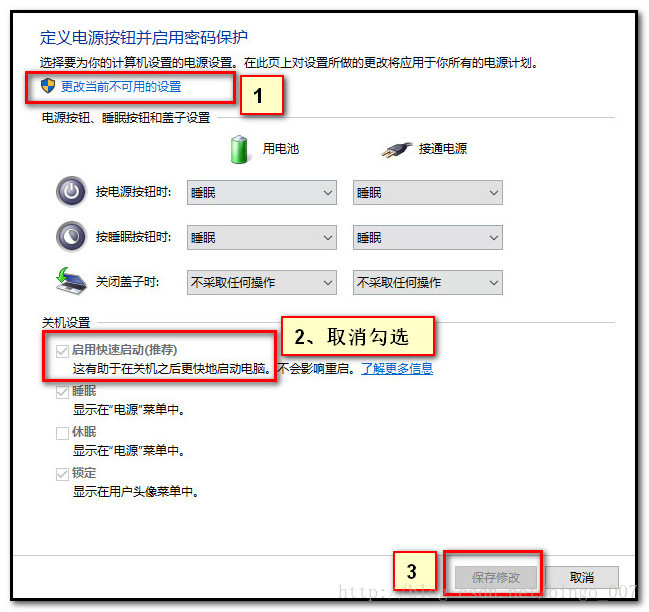 定义电源按钮并启用密码保护
选择要为你的计算机设置的电源设置。在此页上对设置所做的更改将应用于你所有的电源计划。
更改当前不可用的设置
1
电源按钮、睡眠按钮和盖子设置
用电池 接通电源
按电源按钮时: 睡眠 睡眠
按睡眠按钮时: 睡眠 睡眠
关闭盖子时: 不采取任何操作 不采取任何操作
关机设置
2、取消勾选
启用快速启动(推荐)
这有助于在关机之后更快地启动电脑。不会影响重启。了解更多信息
睡眠
显示在“电源”菜单中。
休眠
显示在“电源”菜单中。
锁定
显示在用户头像菜单中。
3
保存修改 取消